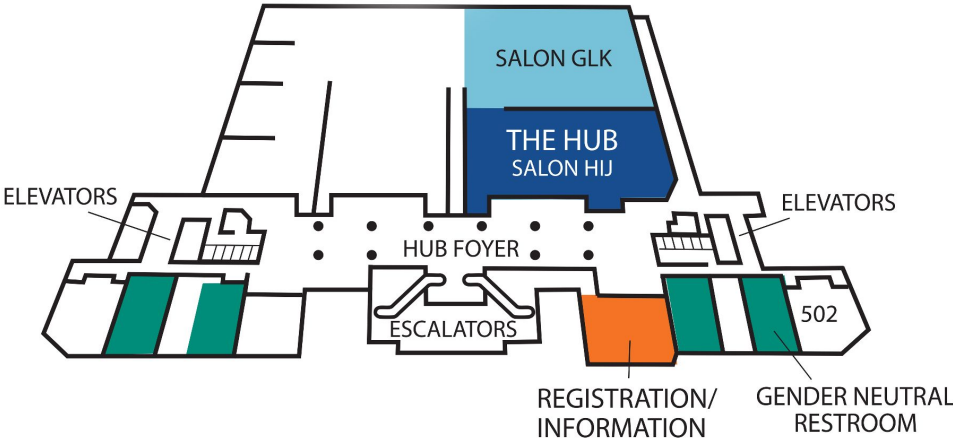 SALON GLK
THE HUB
SALON HIJ
ELEVATORS
ELEVATORS
HUB FOYER
502
ESCALATORS
REGISTRATION/
INFORMATION
GENDER NEUTRAL
RESTROOM